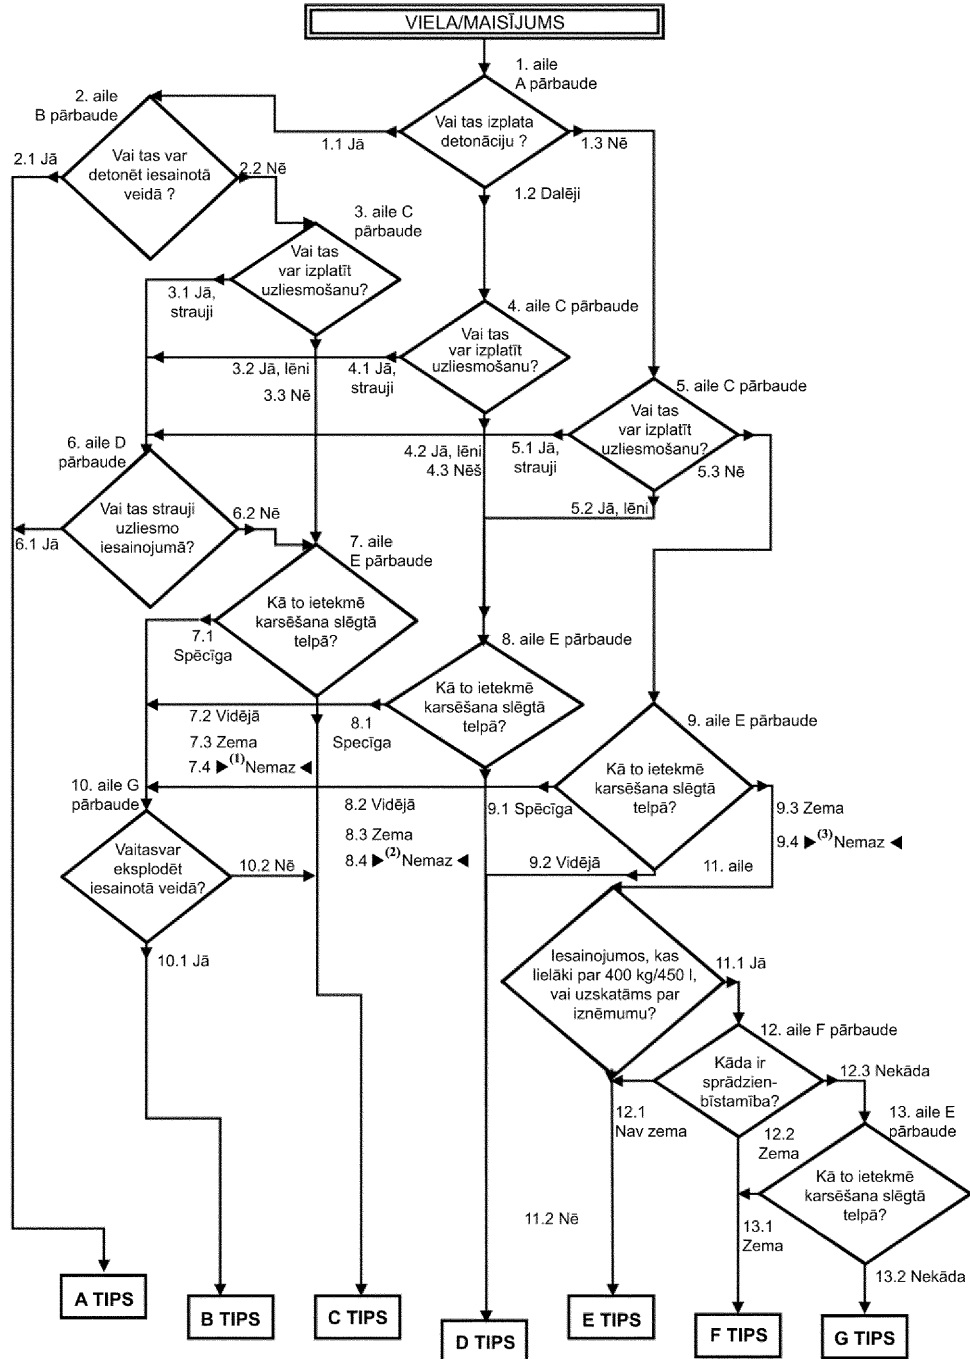 VIELA/MAISĪJUMS
1. aile
A pārbaude
Vai tas izplata
detonāciju ?
1.1 Jā
1.3 Nē
1.2 Dalēji
2. aile
B pārbaude
2.1 Jā
Vai tas var
detonēt iesainotā
veidā ?
2.2 Nē
3. aile C
pārbaude
Vai tas
var izplatīt
uzliesmošanu?
3.1 Jā,
strauji
3.2 Jā, lēni
3.3 Nē
4. aile C pārbaude
Vai tas
var izplatīt
uzliesmošanu?
4.1 Jā,
strauji
4.2 Jā, lēni
4.3 Nēš
5. aile C pārbaude
Vai tas
var izplatīt
uzliesmošanu?
5.1 Jā,
strauji
5.3 Nē
5.2 Jā, lēni
6. aile D
pārbaude
Vai tas strauji
uzliesmo
iesainojumā?
6.1 Jā
6.2 Nē
7. aile
E pārbaude
Kā to ietekmē
karsēšana slēgtā
telpā?
7.1
Spēcīga
7.2 Vidējā
7.3 Zema
7.4 ►(1)Nemaz ◄
8. aile E pārbaude
Kā to ietekmē
karsēšana slēgtā
telpā?
8.1
Specīga
8.2 Vidējā
8.3 Zema
8.4 ►(2)Nemaz ◄
9. aile E pārbaude
Kā to ietekmē
karsēšana slēgtā
telpā?
9.1 Spēcīga
9.2 Vidējā
9.3 Zema
9.4 ►(3)Nemaz ◄
10. aile G
pārbaude
Vaitasvar
eksplodēt
iesainotā veidā?
10.2 Nē
10.1 Jā
11. aile
Iesainojumos, kas
lielāki par 400 kg/450 l,
vai uzskatāms par
iznēmumu?
11.1 Jā
11.2 Nē
12. aile F pārbaude
Kāda ir
sprādzien-
bīstamība?
12.1
Nav zema
12.2
Zema
12.3 Nekāda
13. aile E
pārbaude
Kā to ietekmē
karsēšana slēgtā
telpā?
13.1
Zema
13.2 Nekāda
A TIPS
B TIPS
C TIPS
D TIPS
E TIPS
F TIPS
G TIPS